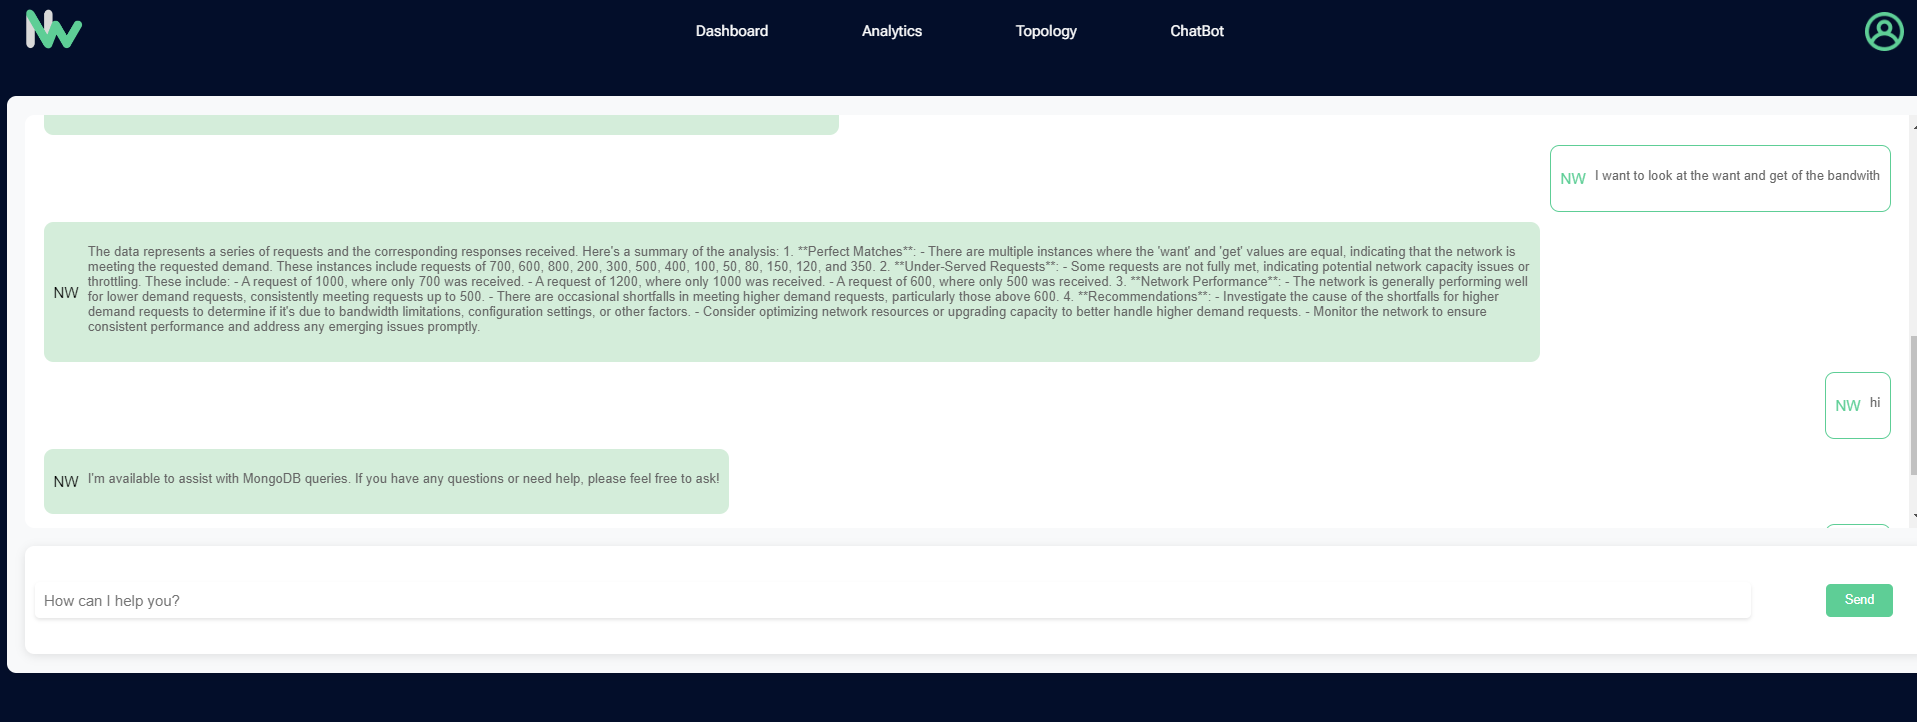 NW
Dashboard
Analytics
Topology
ChatBot
NW I want to look at the want and get of the bandwith
The data represents a series of requests and the corresponding responses received. Here's a summary of the analysis: 1. **Perfect Matches**: - There are multiple instances where the 'want' and 'get' values are equal, indicating that the network is
meeting the requested demand. These instances include requests of 700, 600, 800, 200, 300, 500, 400, 100, 50, 80, 150, 120, and 350. 2. **Under-Served Requests**: - Some requests are not fully met, indicating potential network capacity issues or
throttling. These include: - A request of 1000, where only 700 was received. - A request of 1200, where only 1000 was received. - A request of 600, where only 500 was received. 3. **Network Performance**: - The network is generally performing well
NW
for lower demand requests, consistently meeting requests up to 500. - There are occasional shortfalls in meeting higher demand requests, particularly those above 600. 4. **Recommendations**: - Investigate the cause of the shortfalls for higher
demand requests to determine if it's due to bandwidth limitations, configuration settings, or other factors. - Consider optimizing network resources or upgrading capacity to better handle higher demand requests. - Monitor the network to ensure
consistent performance and address any emerging issues promptly.
NW hi
NW I'm available to assist with MongoDB queries. If you have any questions or need help, please feel free to ask!
How can I help you?
Send